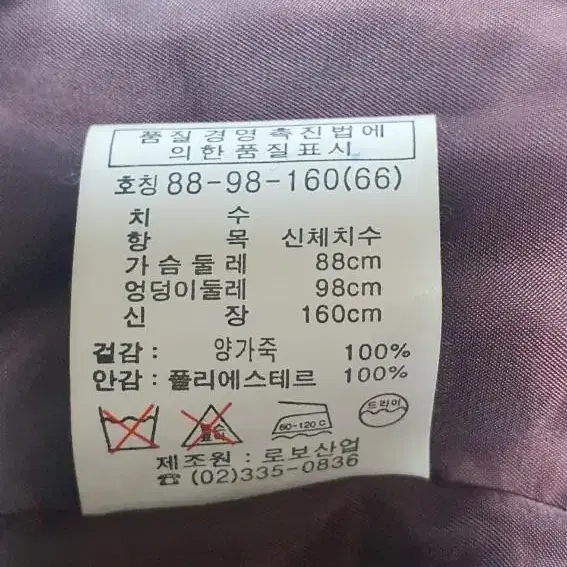 품질 경영 촉진법에
의한 품질표시
호칭 88-98-160(66)
치 수
항 목 신체치수
가슴둘레 88cm
엉덩이둘레 98cm
신 장 160cm
겉감 : 양가죽 100%
안감 : 폴리에스테르 100%
60-120 C 드라이
제조원 : 로보산업
☎ (02)335-0836